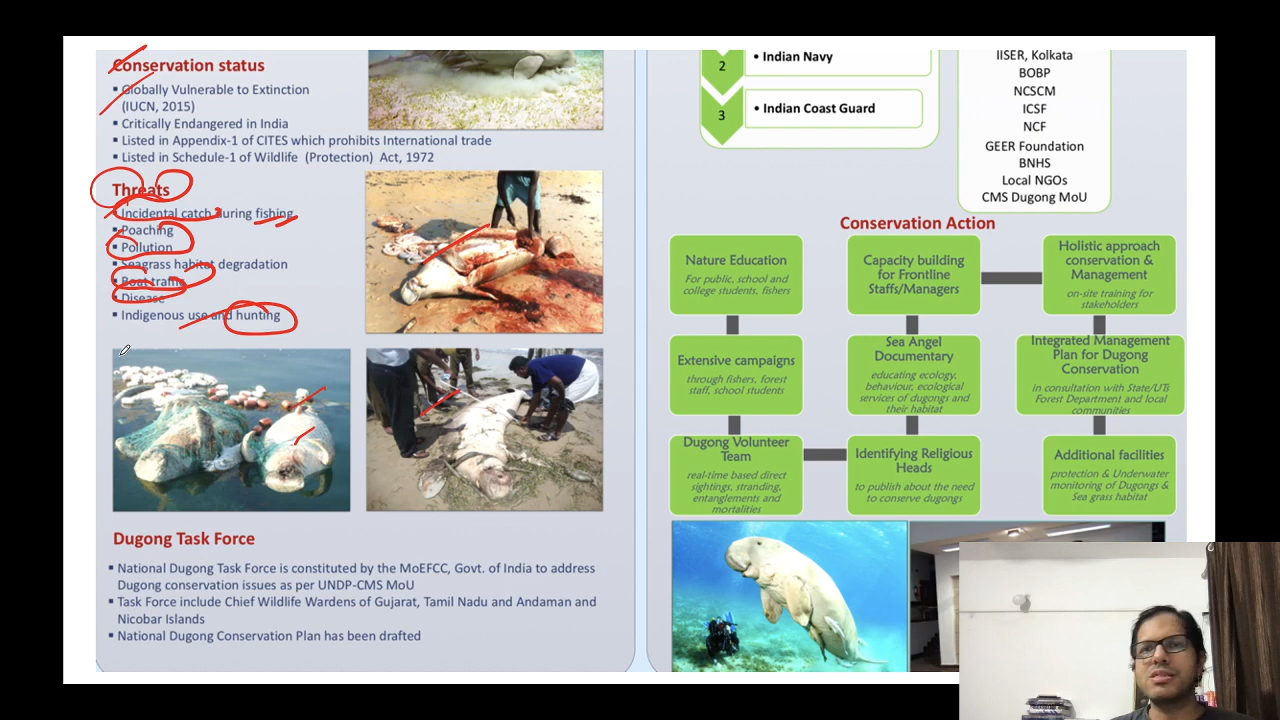 Conservation status
▪ Globally Vulnerable to Extinction
(IUCN, 2015)
▪ Critically Endangered in India
▪ Listed in Appendix-1 of CITES which prohibits International trade
▪ Listed in Schedule-1 of Wildlife (Protection) Act, 1972
Threats
▪ Incidental catch during fishing
▪ Poaching
▪ Pollution
▪ Seagrass habitat degradation
▪ Boat traffic
▪ Disease
▪ Indigenous use and hunting
Dugong Task Force
▪ National Dugong Task Force is constituted by the MoEFCC, Govt. of India to address
Dugong conservation issues as per UNDP-CMS MoU
▪ Task Force include Chief Wildlife Wardens of Gujarat, Tamil Nadu and Andaman and
Nicobar Islands
▪ National Dugong Conservation Plan has been drafted
2
• Indian Navy
3
• Indian Coast Guard
IISER, Kolkata
BOBP
NCSCM
ICSF
NCF
GEER Foundation
BNHS
Local NGOs
CMS Dugong MoU
Conservation Action
Nature Education
For public, school and
college students, fishers
Capacity building
for Frontline
Staffs/Managers
Holistic approach
conservation &
Management
on-site training for
stakeholders
Extensive campaigns
through fishers, forest
staff, school students
Sea Angel
Documentary
educating ecology,
behaviour, ecological
services of dugongs and
their habitat
Integrated Management
Plan for Dugong
Conservation
in consultation with State/UTs
Forest Department and local
communities
Dugong Volunteer
Team
real-time based direct
sightings, stranding,
entanglements and
mortalities
Identifying Religious
Heads
to publish about the need
to conserve dugongs
Additional facilities
protection & Underwater
monitoring of Dugongs &
Sea grass habitat